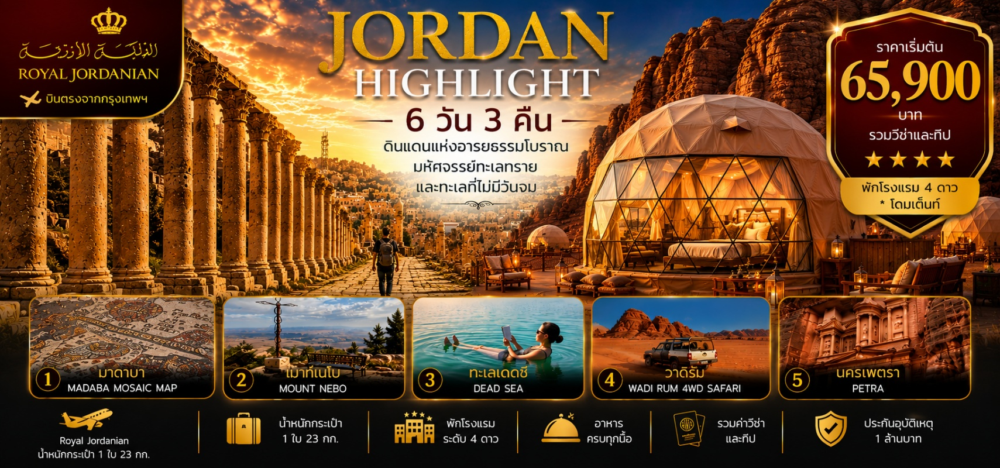 الملكية الأردنية
ROYAL JORDANIAN
บินตรงจากกรุงเทพฯ
JORDAN
HIGHLIGHT
6 วัน 3 คืน
ดินแดนแห่งอารยธรรมโบราณ
มหัศจรรย์ทะเลทราย
และทะเลที่ไม่มีวันจม
ราคาเริ่มต้น
65,900
บาท
รวมวีซ่าและทิป
พักโรงแรม 4 ดาว
* โดมเต็นท์
1 มาดาบา
MADABA MOSAIC MAP
2 เมาท์เนโบ
MOUNT NEBO
3 ทะเลเดดซี
DEAD SEA
4 วาดิรัม
WADI RUM 4WD SAFARI
5 นครเพตรา
PETRA
Royal Jordanian
น้ำหนักกระเป๋า 1 ใบ 23 กก.
น้ำหนักกระเป๋า
1 ใบ 23 กก.
พักโรงแรม
ระดับ 4 ดาว
อาหาร
ครบทุกมื้อ
รวมค่าวีซ่า
และทิป
ประกันอุบัติเหตุ
1 ล้านบาท